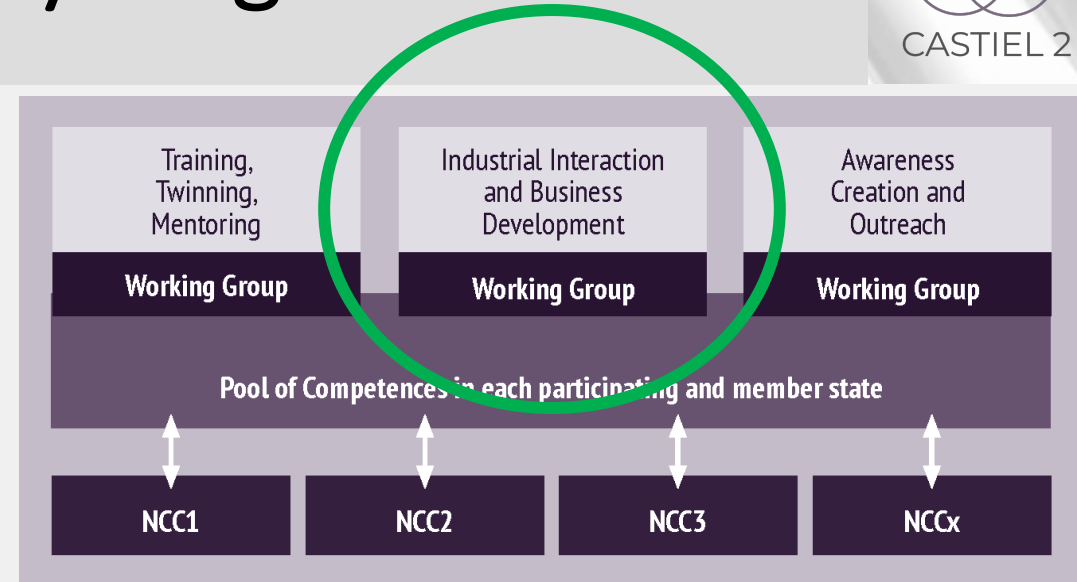 CASTIEL 2
Training,
Twinning,
Mentoring
Working Group
Industrial Interaction
and Business
Development
Working Group
Awareness
Creation and
Outreach
Working Group
Pool of Competences in each participating and member state
NCC1
NCC2
NCC3
NCCx